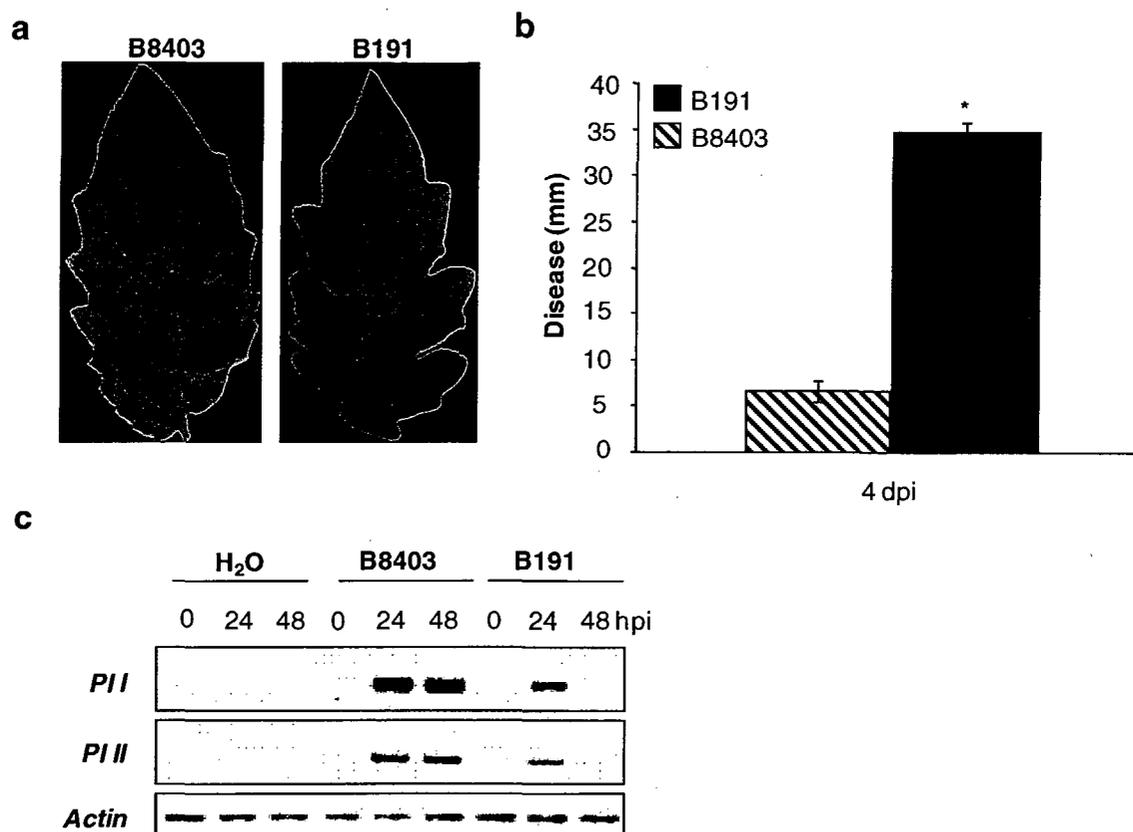 a
B8403 B191
b
40
35
30
25
20
15
10
5
0
Disease (mm)
B191
B8403
*
4 dpi
c
H₂O B8403 B191
0 24 48 0 24 48 0 24 48 hpi
PI I
PI II
Actin